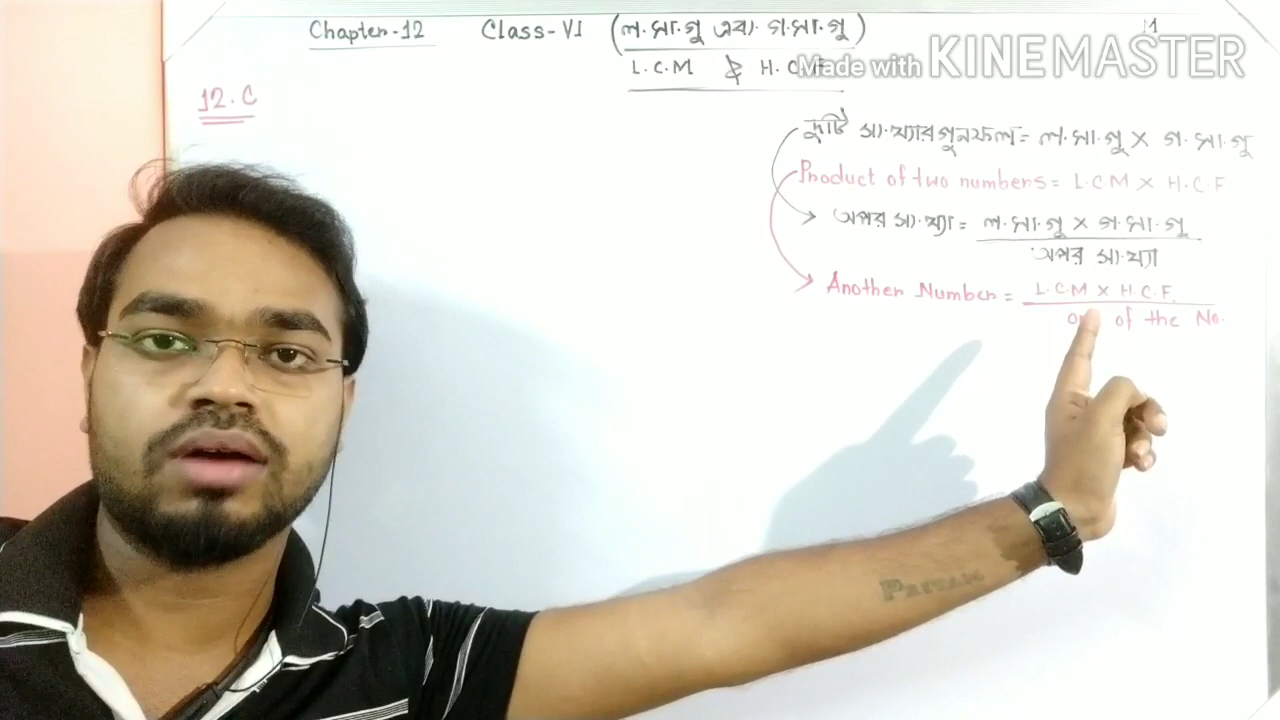 Chapter-12 Class-VI (ল.সা.গু এবং গ.সা.গু)
L.C.M & H.C.F
Made with KINEMASTER
12.C
দুটি সংখ্যার গুনফল = ল.সা.গু × গ.সা.গু
Product of two numbers = L.C.M × H.C.F
অপর সংখ্যা = ল.সা.গু × গ.সা.গু
অপর সংখ্যা
Another Number = L.C.M × H.C.F.
of the No.
Pritam